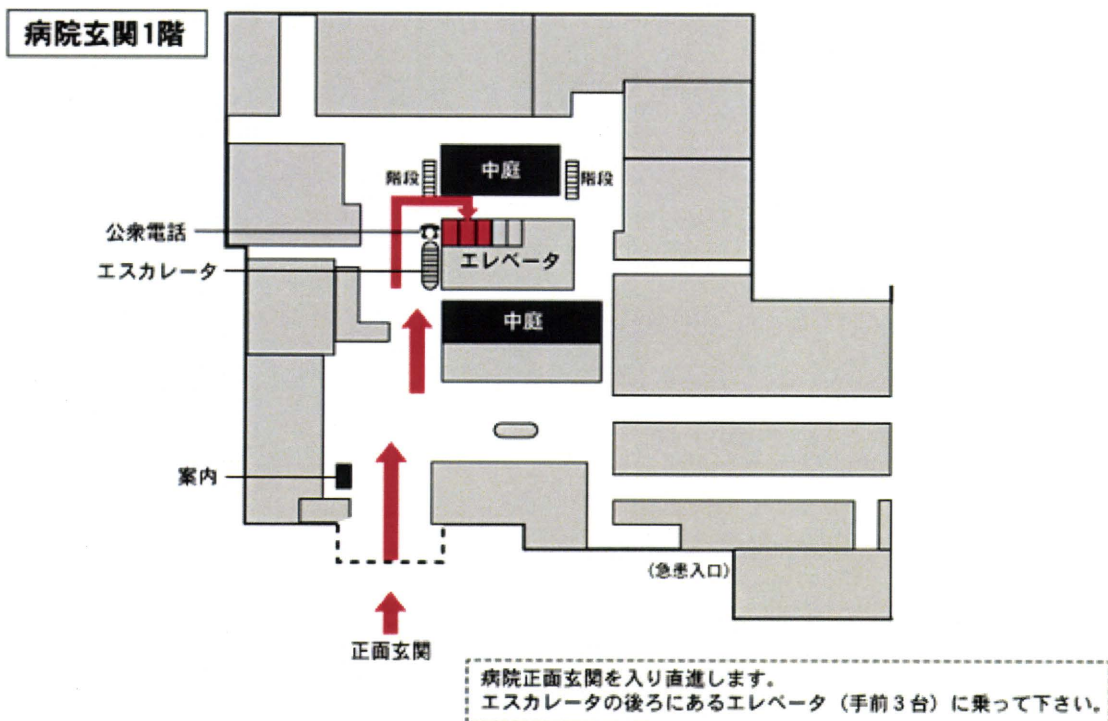 病院玄関1階
階段
中庭
階段
公衆電話
エスカレータ
エレベータ
中庭
案内
(急患入口)
正面玄関
病院正面玄関を入り直進します。
エスカレータの後ろにあるエレベータ(手前3台)に乗って下さい。